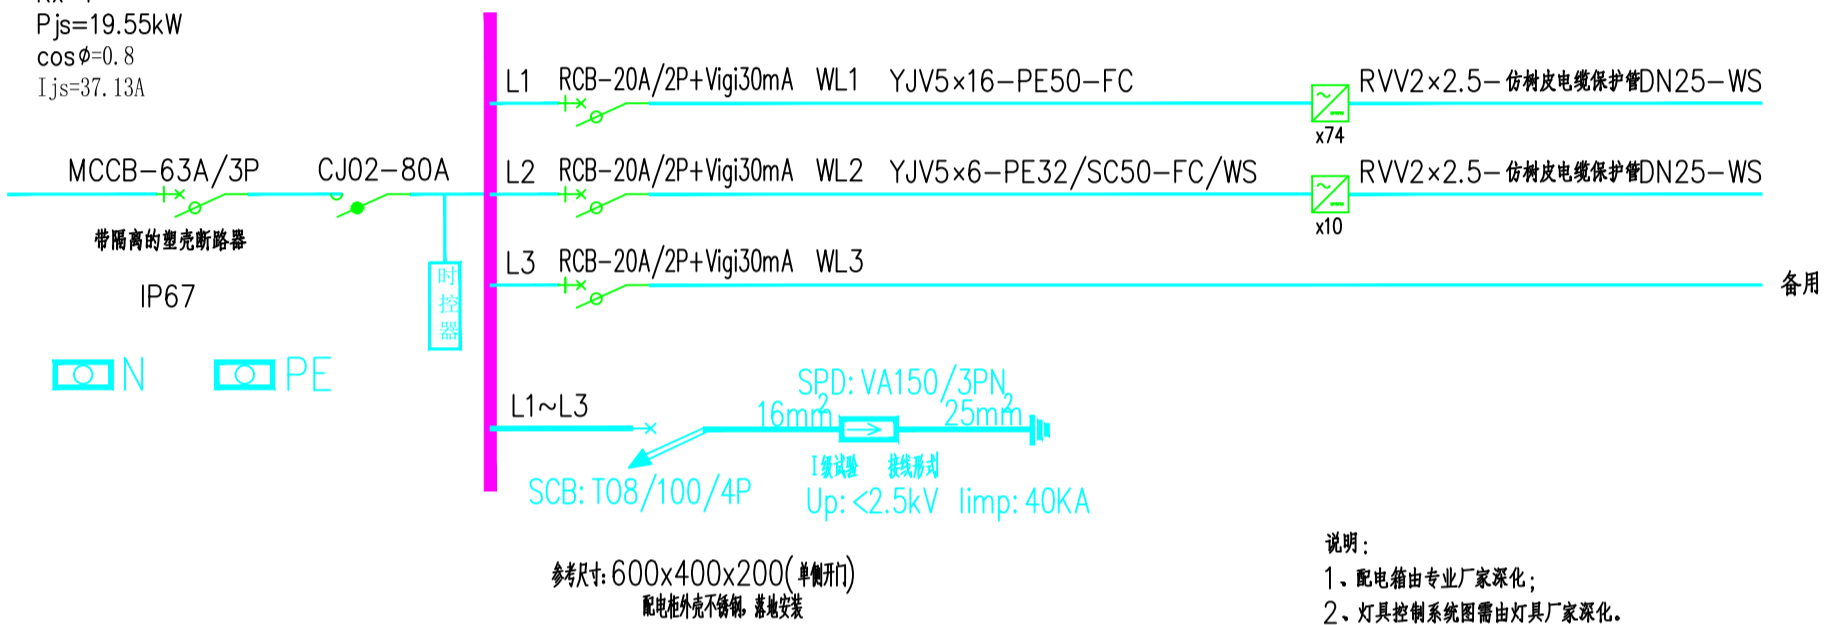 Pjs=19.55kW
cosφ=0.8
Ijs=37.13A
L1 RCB-20A/2P+Vigi30mA WL1 YJV5×16-PE50-FC RVV2×2.5-仿树皮电缆保护管DN25-WS
x74
MCCB-63A/3P CJ02-80A L2 RCB-20A/2P+Vigi30mA WL2 YJV5×6-PE32/SC50-FC/WS RVV2×2.5-仿树皮电缆保护管DN25-WS
x10
带隔离的塑壳断路器
L3 RCB-20A/2P+Vigi30mA WL3 备用
IP67
时
控
器
N PE
SPD: VA150/3PN
L1~L3 16mm² 25mm²
I级试验 接线形式
SCB: T08/100/4P Up: <2.5kV Iimp: 40KA
参考尺寸: 600x400x200(单侧开门)
配电柜外壳不锈钢, 落地安装
说明:
1、配电箱由专业厂家深化;
2、灯具控制系统图需由灯具厂家深化。